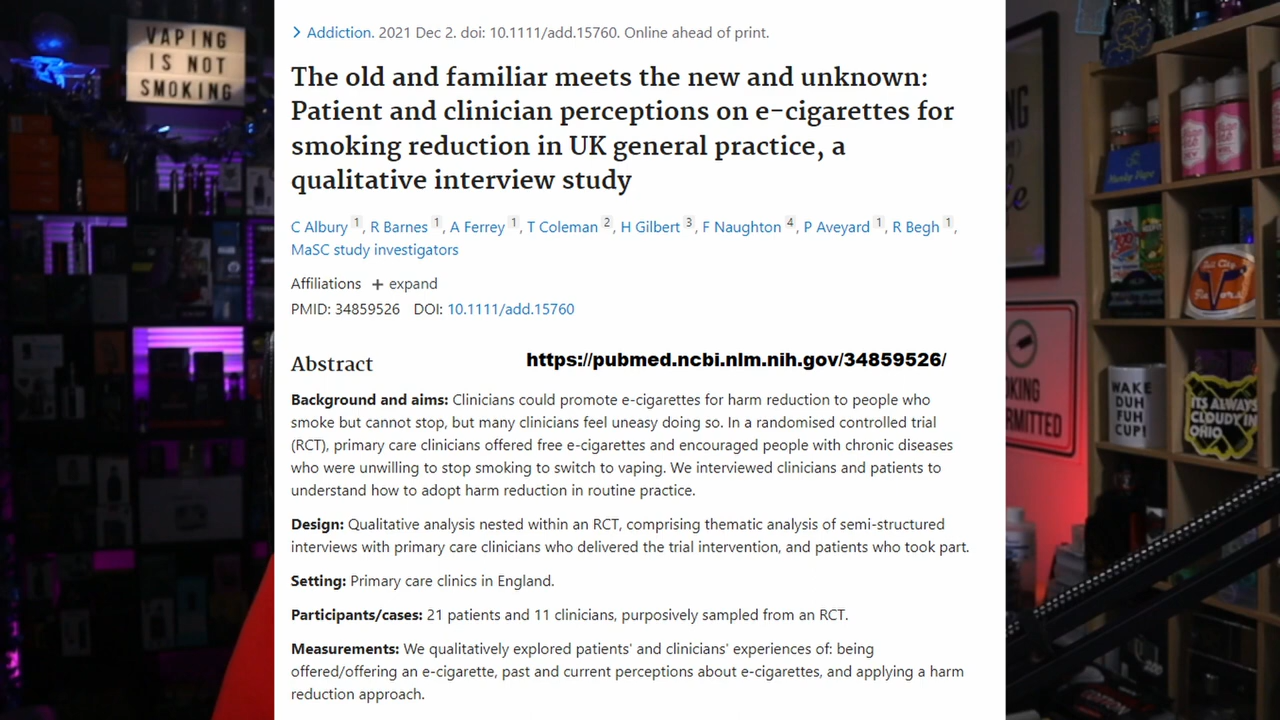 VAPING
IS NOT
SMOKING
Addiction. 2021 Dec 2. doi: 10.1111/add.15760. Online ahead of print.
The old and familiar meets the new and unknown:
Patient and clinician perceptions on e-cigarettes for
smoking reduction in UK general practice, a
qualitative interview study
C Albury 1, R Barnes 1, A Ferrey 1, T Coleman 2, H Gilbert 3, F Naughton 4, P Aveyard 1, R Begh 1,
MaSC study investigators
Affiliations + expand
PMID: 34859526 DOI: 10.1111/add.15760
Abstract
https://pubmed.ncbi.nlm.nih.gov/34859526/
Background and aims: Clinicians could promote e-cigarettes for harm reduction to people who
smoke but cannot stop, but many clinicians feel uneasy doing so. In a randomised controlled trial
(RCT), primary care clinicians offered free e-cigarettes and encouraged people with chronic diseases
who were unwilling to stop smoking to switch to vaping. We interviewed clinicians and patients to
understand how to adopt harm reduction in routine practice.
Design: Qualitative analysis nested within an RCT, comprising thematic analysis of semi-structured
interviews with primary care clinicians who delivered the trial intervention, and patients who took part.
Setting: Primary care clinics in England.
Participants/cases: 21 patients and 11 clinicians, purposively sampled from an RCT.
Measurements: We qualitatively explored patients' and clinicians' experiences of: being
offered/offering an e-cigarette, past and current perceptions about e-cigarettes, and applying a harm
reduction approach.
WAKE
DUH
FUH
CUP!
ITS ALWAYS
CLOUDY IN
OHIO